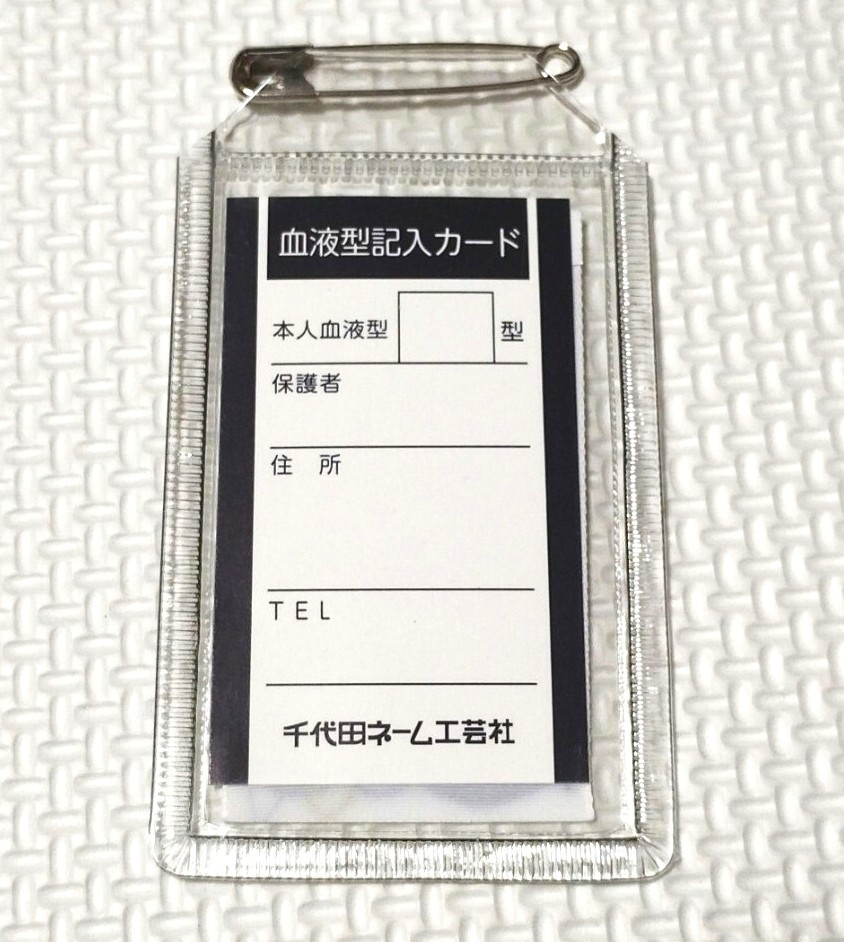 血液型記入カード
本人血液型 型
保護者
住　所
TEL
千代田ネーム工芸社